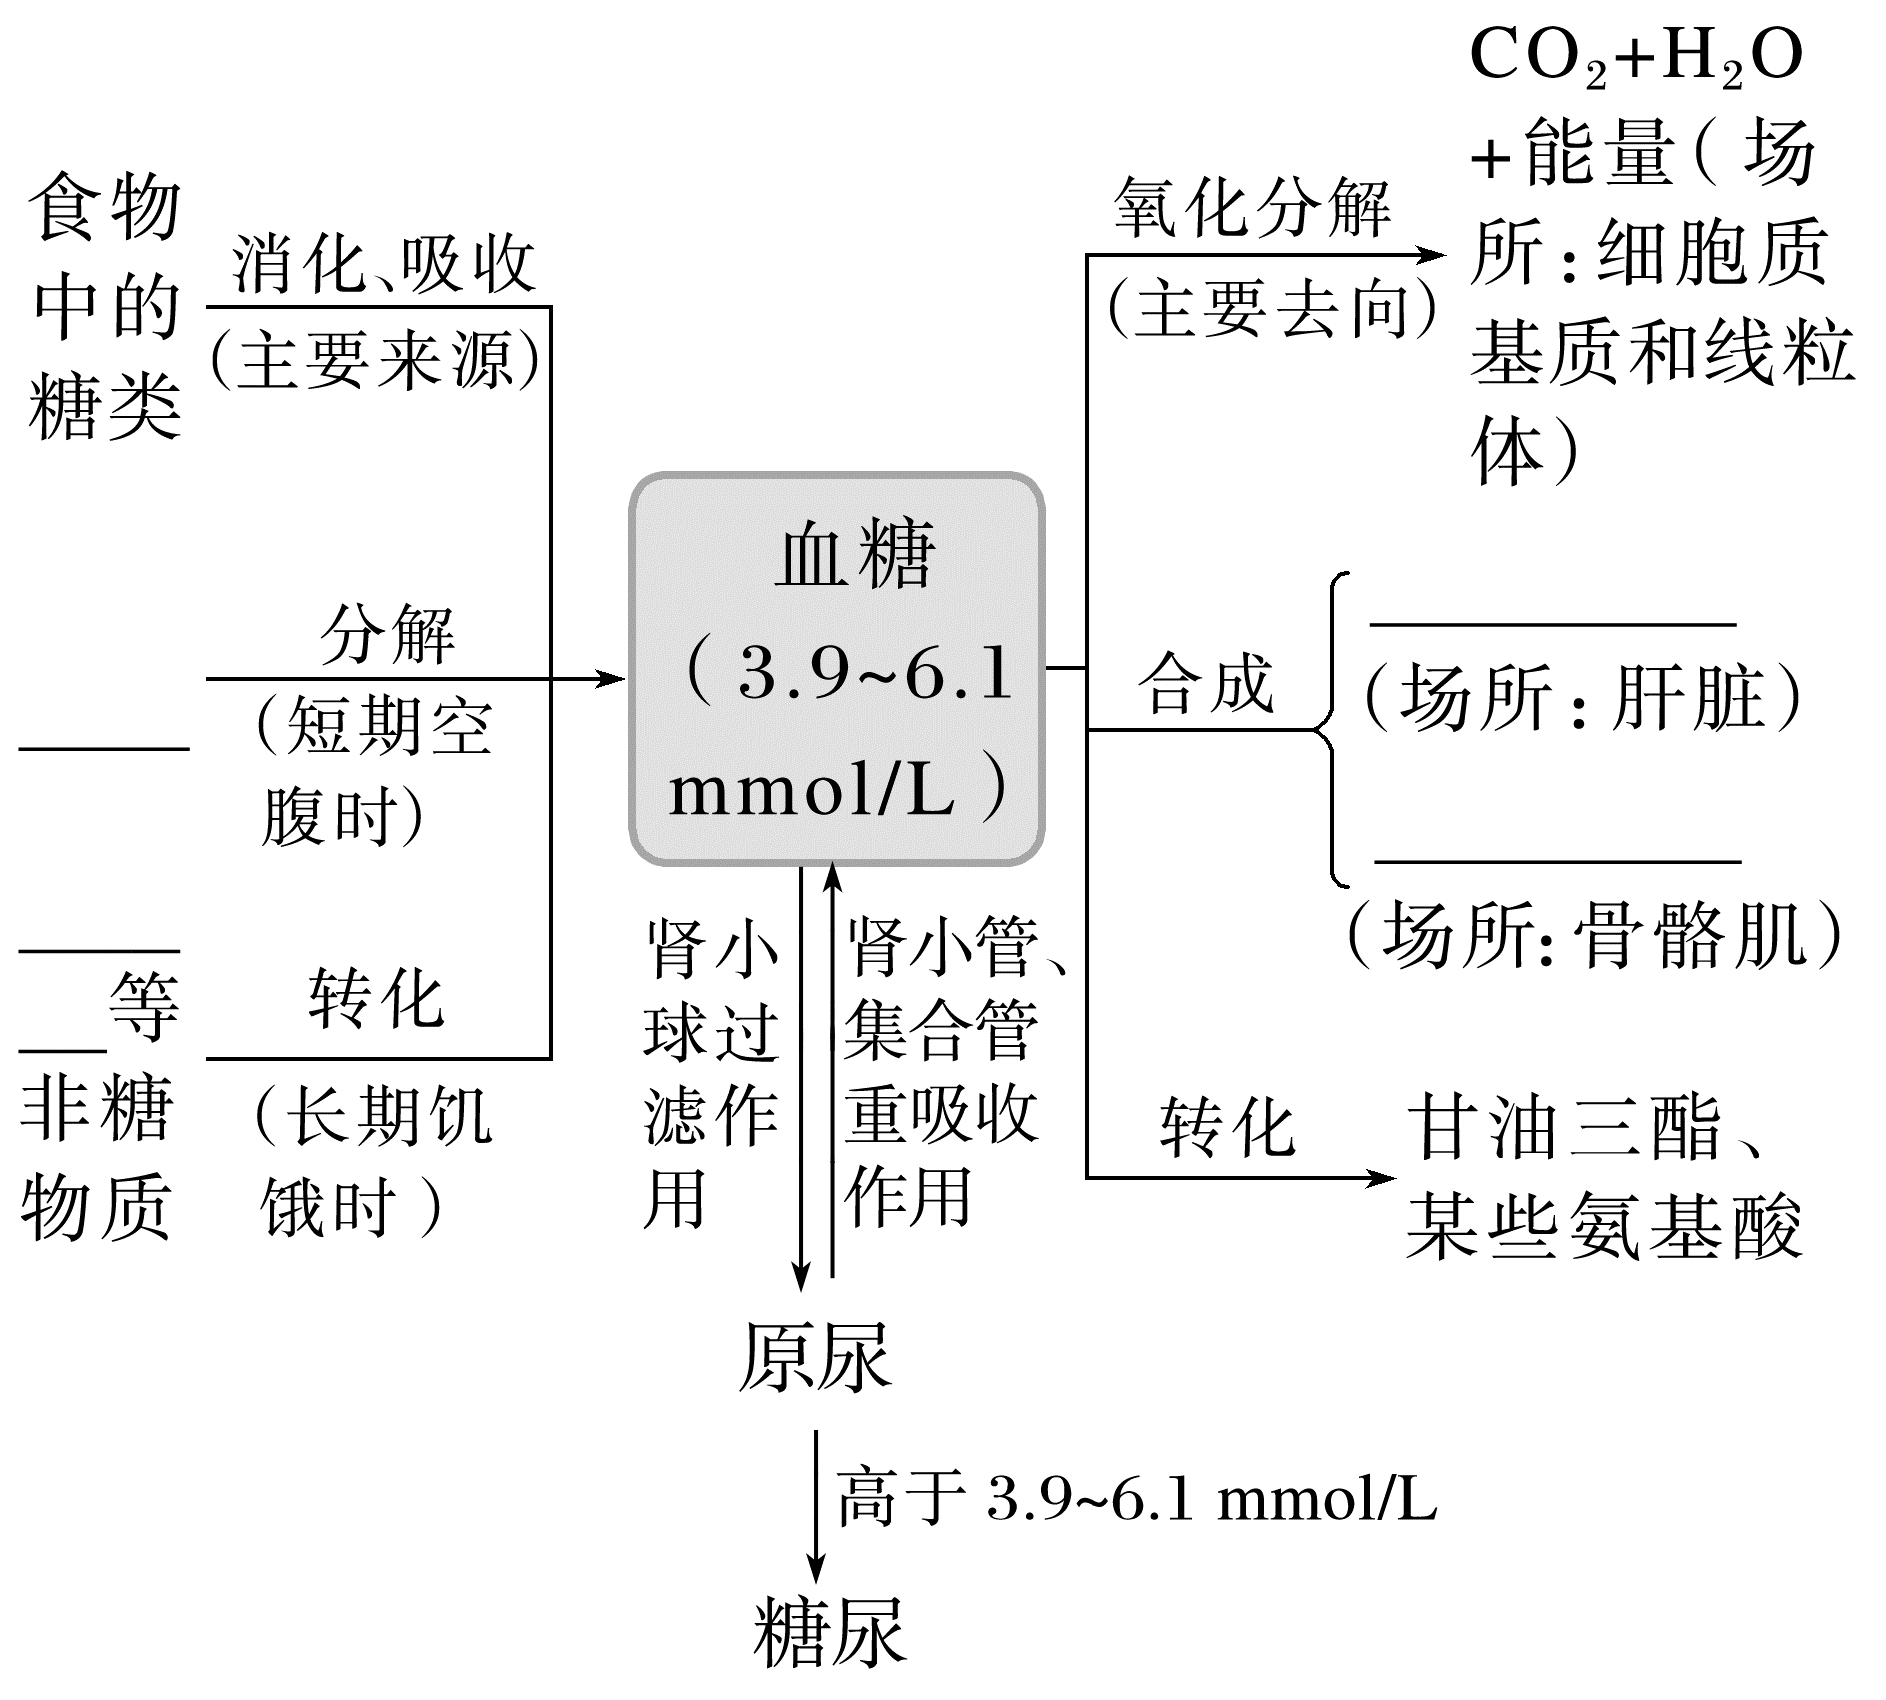 食物
中的
糖类
消化、吸收
(主要来源)
分解
(短期空
腹时)
等
非糖
物质
转化
(长期饥
饿时)
血糖
(3.9~6.1
mmol/L)
肾小
球过
滤作
用
肾小管、
集合管
重吸收
作用
原尿
高于 3.9~6.1 mmol/L
糖尿
氧化分解
(主要去向)
CO₂+H₂O
+能量(场
所:细胞质
基质和线粒
体)
合成
(场所:肝脏)
(场所:骨骼肌)
转化
甘油三酯、
某些氨基酸